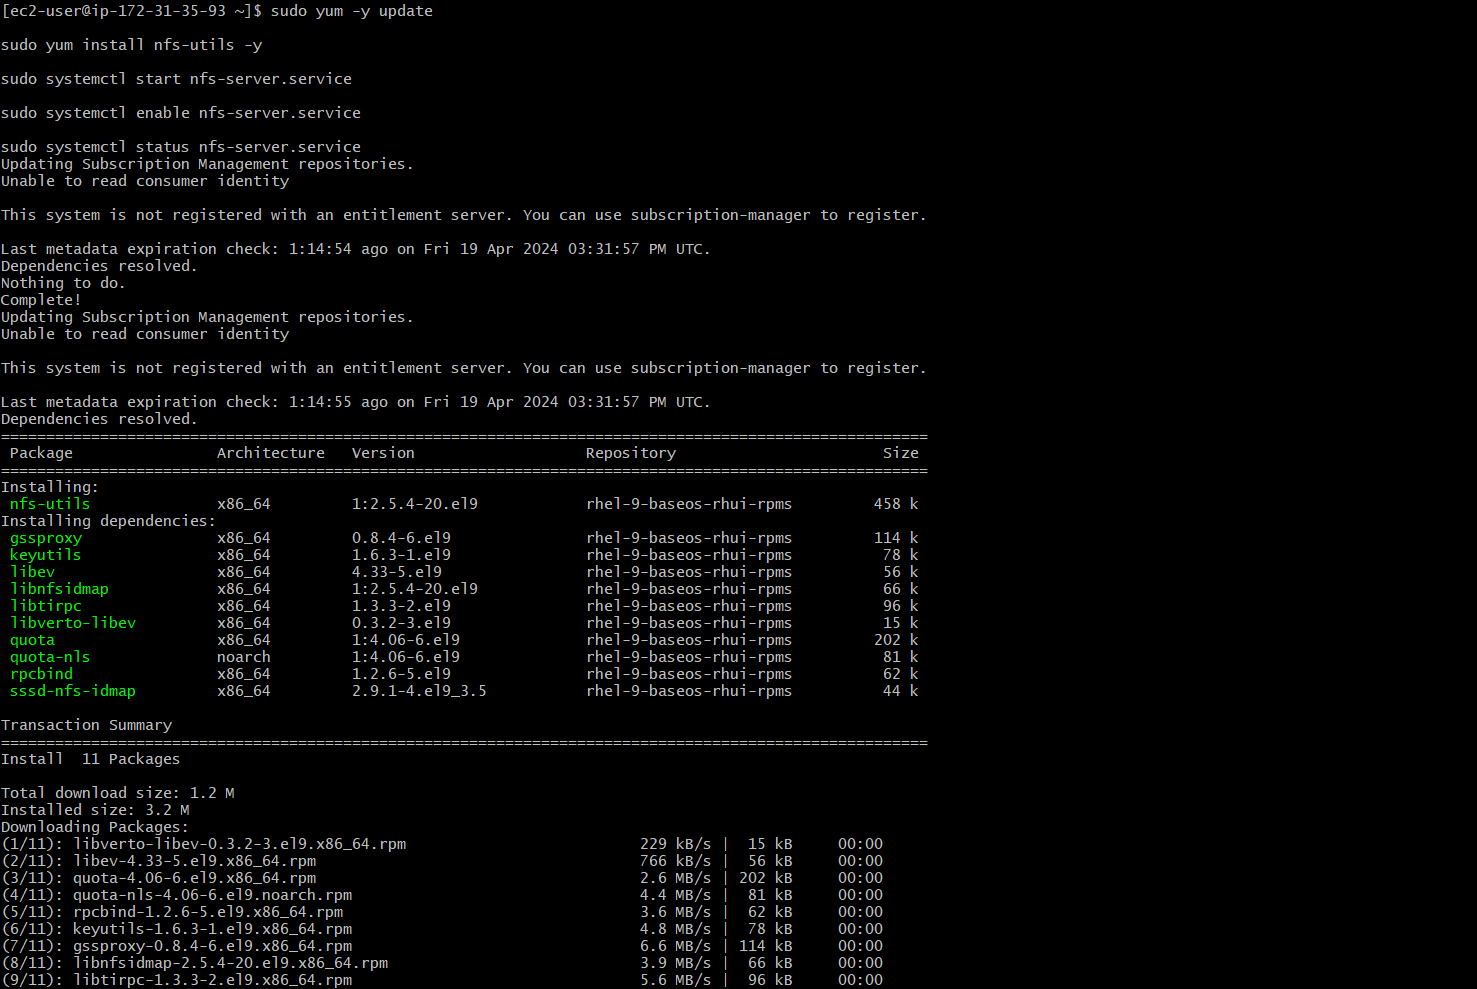 [ec2-user@ip-172-31-35-93 ~]$ sudo yum -y update
sudo yum install nfs-utils -y
sudo systemctl start nfs-server.service
sudo systemctl enable nfs-server.service
sudo systemctl status nfs-server.service
Updating Subscription Management repositories.
Unable to read consumer identity
This system is not registered with an entitlement server. You can use subscription-manager to register.
Last metadata expiration check: 1:14:54 ago on Fri 19 Apr 2024 03:31:57 PM UTC.
Dependencies resolved.
Nothing to do.
Complete!
Updating Subscription Management repositories.
Unable to read consumer identity
This system is not registered with an entitlement server. You can use subscription-manager to register.
Last metadata expiration check: 1:14:55 ago on Fri 19 Apr 2024 03:31:57 PM UTC.
Dependencies resolved.
=======================================================================================================
Package Architecture Version Repository Size
=======================================================================================================
Installing:
nfs-utils x86_64 1:2.5.4-20.el9 rhel-9-baseos-rhui-rpms 458 k
Installing dependencies:
gssproxy x86_64 0.8.4-6.el9 rhel-9-baseos-rhui-rpms 114 k
keyutils x86_64 1.6.3-1.el9 rhel-9-baseos-rhui-rpms 78 k
libev x86_64 4.33-5.el9 rhel-9-baseos-rhui-rpms 56 k
libnfsidmap x86_64 1:2.5.4-20.el9 rhel-9-baseos-rhui-rpms 66 k
libtirpc x86_64 1.3.3-2.el9 rhel-9-baseos-rhui-rpms 96 k
libverto-libev x86_64 0.3.2-3.el9 rhel-9-baseos-rhui-rpms 15 k
quota x86_64 1:4.06-6.el9 rhel-9-baseos-rhui-rpms 202 k
quota-nls noarch 1:4.06-6.el9 rhel-9-baseos-rhui-rpms 81 k
rpcbind x86_64 1.2.6-5.el9 rhel-9-baseos-rhui-rpms 62 k
sssd-nfs-idmap x86_64 2.9.1-4.el9_3.5 rhel-9-baseos-rhui-rpms 44 k
Transaction Summary
=======================================================================================================
Install 11 Packages
Total download size: 1.2 M
Installed size: 3.2 M
Downloading Packages:
(1/11): libverto-libev-0.3.2-3.el9.x86_64.rpm 229 kB/s | 15 kB 00:00
(2/11): libev-4.33-5.el9.x86_64.rpm 766 kB/s | 56 kB 00:00
(3/11): quota-4.06-6.el9.x86_64.rpm 2.6 MB/s | 202 kB 00:00
(4/11): quota-nls-4.06-6.el9.noarch.rpm 4.4 MB/s | 81 kB 00:00
(5/11): rpcbind-1.2.6-5.el9.x86_64.rpm 3.6 MB/s | 62 kB 00:00
(6/11): keyutils-1.6.3-1.el9.x86_64.rpm 4.8 MB/s | 78 kB 00:00
(7/11): gssproxy-0.8.4-6.el9.x86_64.rpm 6.6 MB/s | 114 kB 00:00
(8/11): libnfsidmap-2.5.4-20.el9.x86_64.rpm 3.9 MB/s | 66 kB 00:00
(9/11): libtirpc-1.3.3-2.el9.x86_64.rpm 5.6 MB/s | 96 kB 00:00